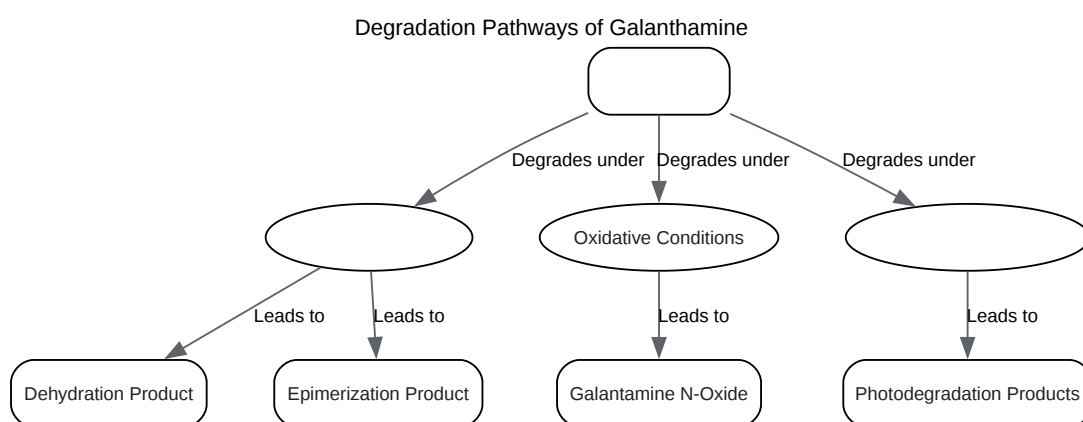 Degradation Pathways of Galanthamine
Degrades under
Degrades under
Degrades under
Oxidative Conditions
Leads to
Leads to
Leads to
Leads to
Dehydration Product
Epimerization Product
Galantamine N-Oxide
Photodegradation Products